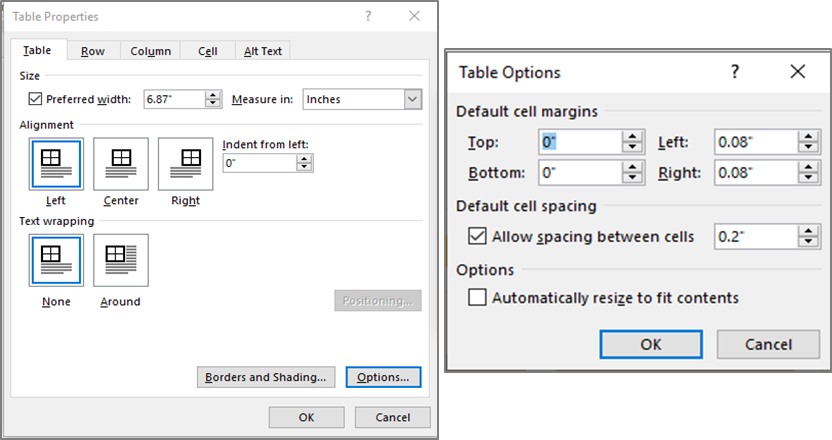 Table Properties ? ×
Table Row Column Cell Alt Text
Size
Preferred width: 6.87" Measure in: Inches
Alignment
Indent from left:
0"
Left Center Right
Text wrapping
None Around
Positioning...
Borders and Shading... Options...
OK Cancel
Table Options ? ×
Default cell margins
Top: 0" Left: 0.08"
Bottom: 0" Right: 0.08"
Default cell spacing
Allow spacing between cells 0.2"
Options
Automatically resize to fit contents
OK Cancel